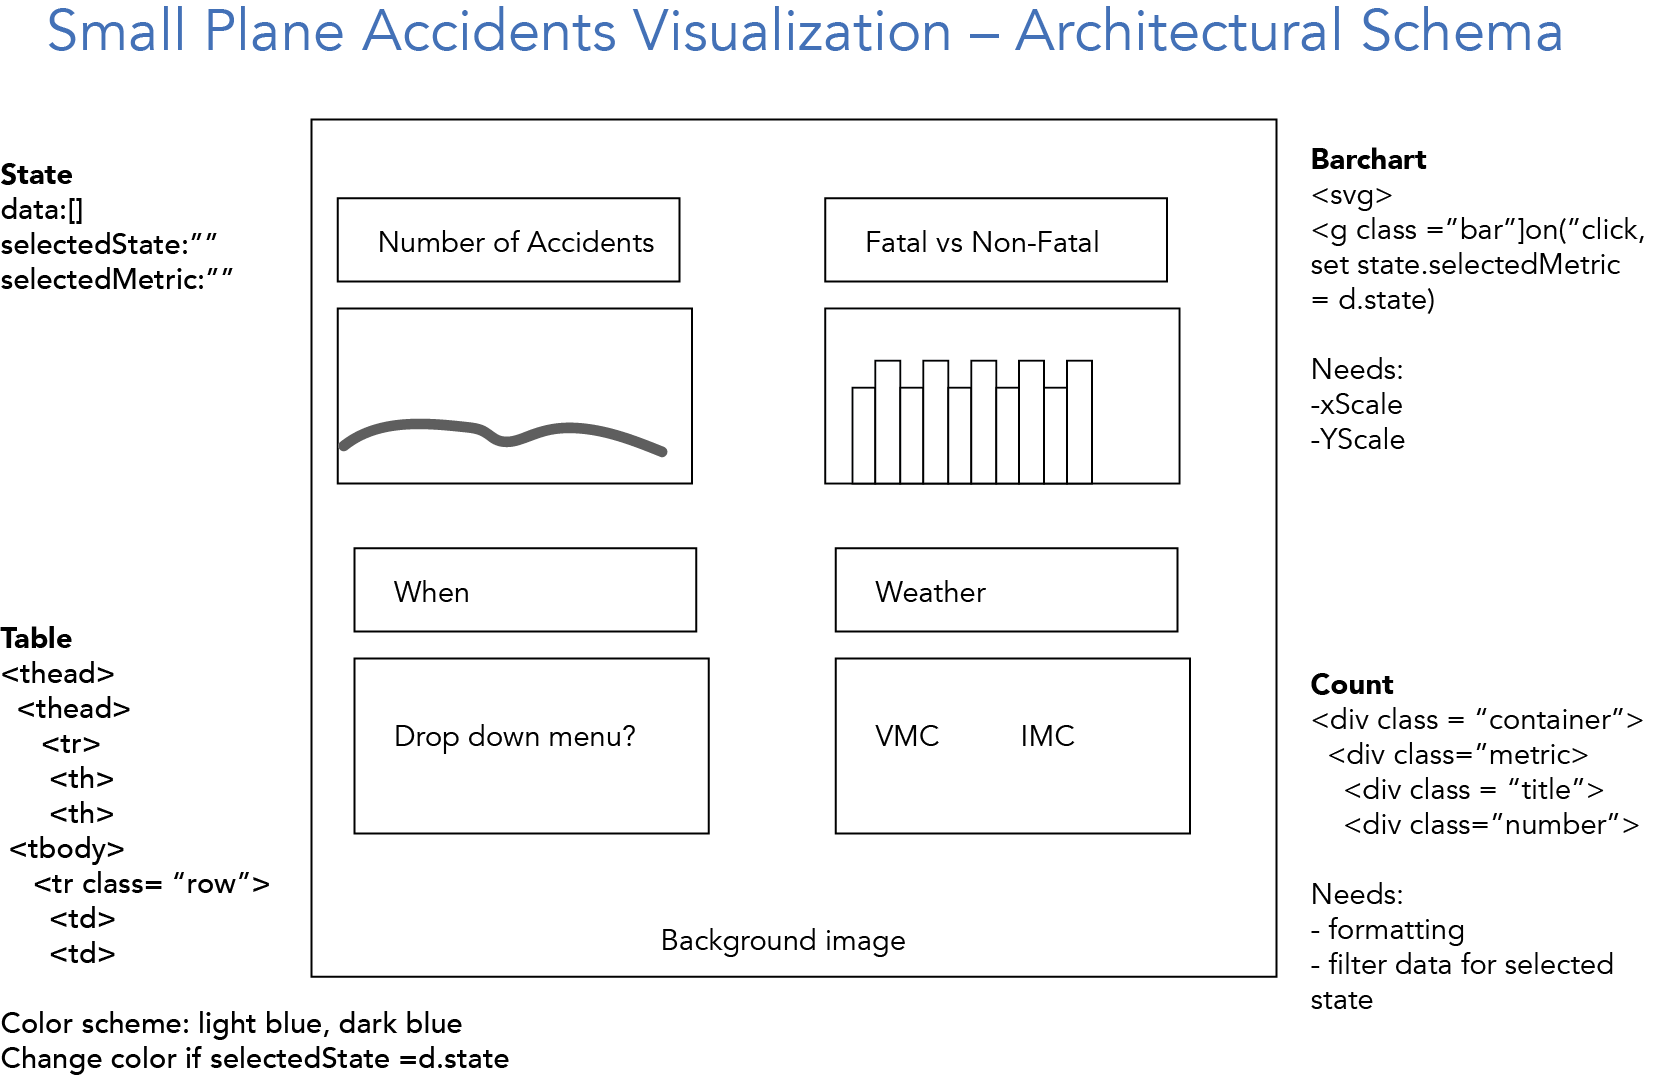 Small Plane Accidents Visualization – Architectural Schema
State
data:[]
selectedState:””
selectedMetric:””
Table
<thead>
<thead>
<tr>
<th>
<th>
<tbody>
<tr class= “row”>
<td>
<td>
Color scheme: light blue, dark blue
Change color if selectedState =d.state
Number of Accidents
Fatal vs Non-Fatal
When
Weather
Drop down menu?
VMC IMC
Background image
Barchart
<svg>
<g class =”bar”]on(”click,
set state.selectedMetric
= d.state)
Needs:
-xScale
-YScale
Count
<div class = “container”>
<div class=”metric>
<div class = “title”>
<div class=”number”>
Needs:
- formatting
- filter data for selected
state